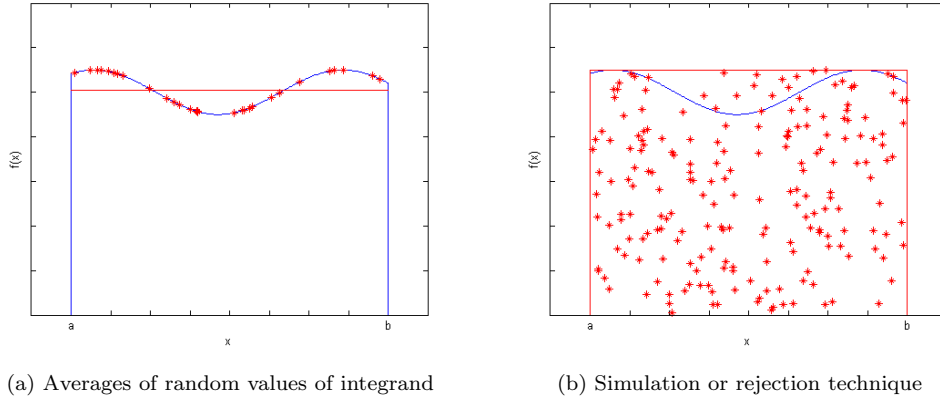 f(x)
a
b
x
(a) Averages of random values of integrand
f(x)
a
b
x
(b) Simulation or rejection technique